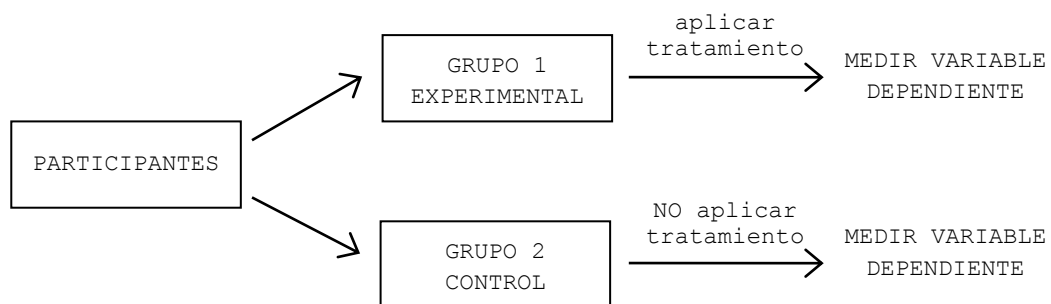 PARTICIPANTES
GRUPO 1
EXPERIMENTAL
aplicar
tratamiento
MEDIR VARIABLE
DEPENDIENTE
GRUPO 2
CONTROL
NO aplicar
tratamiento
MEDIR VARIABLE
DEPENDIENTE